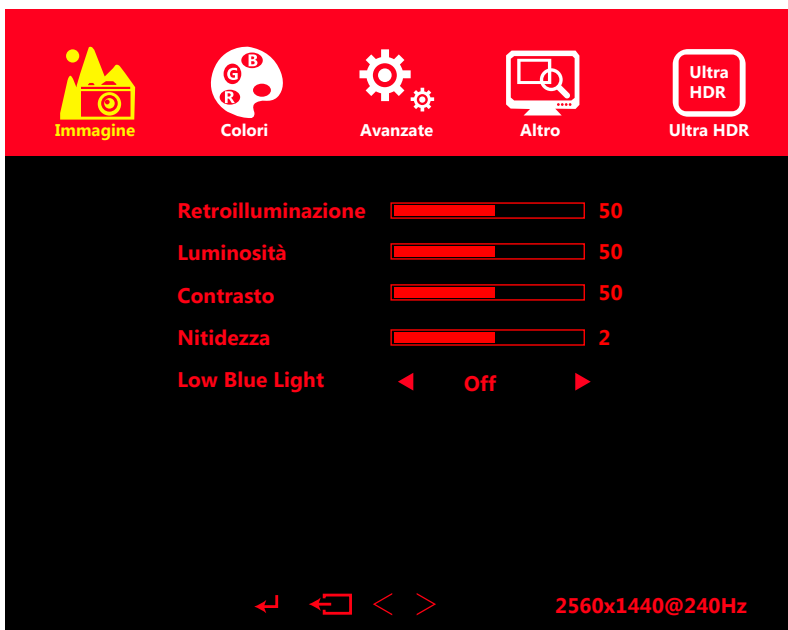 B
G
R
Ultra
HDR
Immagine Colori Avanzate Altro Ultra HDR
Retroilluminazione 50
Luminosità 50
Contrasto 50
Nitidezza 2
Low Blue Light Off
2560x1440@240Hz